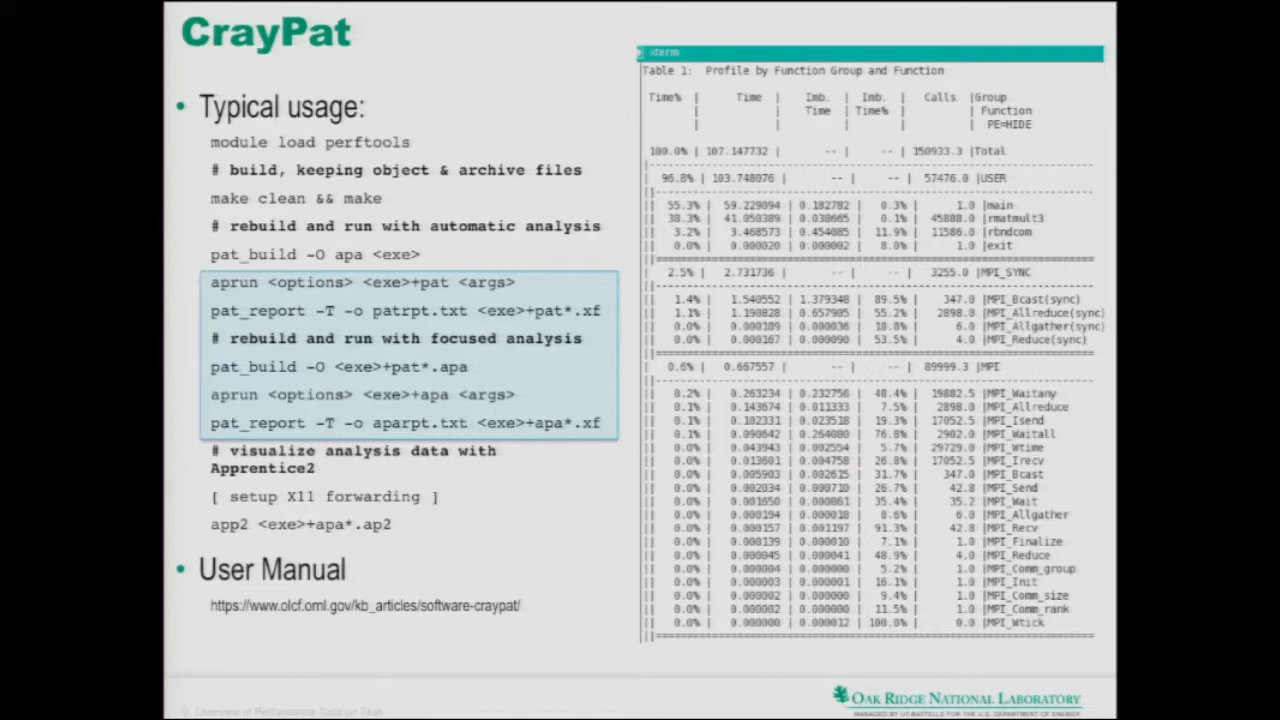 CrayPat
• Typical usage:
module load perftools
# build, keeping object & archive files
make clean && make
# rebuild and run with automatic analysis
pat_build -O apa <exe>
aprun <options> <exe>+pat <args>
pat_report -T -o patrpt.txt <exe>+pat*.xf
# rebuild and run with focused analysis
pat_build -O <exe>+pat*.apa
aprun <options> <exe>+apa <args>
pat_report -T -o aparpt.txt <exe>+apa*.xf
# visualize analysis data with
Apprentice2
[ setup X11 forwarding ]
app2 <exe>+apa*.ap2
• User Manual
https://www.olcf.ornl.gov/kb_articles/software-craypat/
xterm
Table 1:  Profile by Function Group and Function
Time% | Time | Imb. | Imb. | Calls |Group
| | Time | Time% | | Function
| | | | | PE=HIDE
100.0% | 107.147732 | -- | -- | 150933.3 |Total
| 96.8% | 103.748076 | -- | -- | 57476.0 |USER
|| 55.3% | 59.229094 | 0.182782 | 0.3% | 1.0 |main
|| 38.3% | 41.050389 | 0.038665 | 0.1% | 45888.0 |rmatmult3
|| 3.2% | 3.468573 | 0.454085 | 11.9% | 11586.0 |rbndcom
|| 0.0% | 0.000020 | 0.000002 | 8.0% | 1.0 |exit
| 2.5% | 2.731736 | -- | -- | 3255.0 |MPI_SYNC
|| 1.4% | 1.540552 | 1.379348 | 89.5% | 347.0 |MPI_Bcast(sync)
|| 1.1% | 1.190828 | 0.657905 | 55.2% | 2898.0 |MPI_Allreduce(sync)
|| 0.0% | 0.000189 | 0.000036 | 18.8% | 6.0 |MPI_Allgather(sync)
|| 0.0% | 0.000167 | 0.000090 | 53.5% | 4.0 |MPI_Reduce(sync)
| 0.6% | 0.667557 | -- | -- | 89999.3 |MPI
|| 0.2% | 0.263234 | 0.232756 | 48.4% | 19882.5 |MPI_Waitany
|| 0.1% | 0.143674 | 0.011333 | 7.5% | 2898.0 |MPI_Allreduce
|| 0.1% | 0.102331 | 0.023518 | 19.3% | 17052.5 |MPI_Isend
|| 0.1% | 0.090642 | 0.264080 | 76.8% | 2902.0 |MPI_Waitall
|| 0.0% | 0.043943 | 0.002554 | 5.7% | 29729.0 |MPI_Wtime
|| 0.0% | 0.013601 | 0.004758 | 26.8% | 17052.5 |MPI_Irecv
|| 0.0% | 0.005903 | 0.002615 | 31.7% | 347.0 |MPI_Bcast
|| 0.0% | 0.002034 | 0.000710 | 26.7% | 42.8 |MPI_Send
|| 0.0% | 0.001650 | 0.000861 | 35.4% | 35.2 |MPI_Wait
|| 0.0% | 0.000194 | 0.000018 | 8.6% | 6.0 |MPI_Allgather
|| 0.0% | 0.000157 | 0.001197 | 91.3% | 42.8 |MPI_Recv
|| 0.0% | 0.000139 | 0.000010 | 7.1% | 1.0 |MPI_Finalize
|| 0.0% | 0.000045 | 0.000041 | 48.9% | 4.0 |MPI_Reduce
|| 0.0% | 0.000004 | 0.000000 | 5.2% | 1.0 |MPI_Comm_group
|| 0.0% | 0.000003 | 0.000001 | 16.1% | 1.0 |MPI_Init
|| 0.0% | 0.000002 | 0.000000 | 9.4% | 1.0 |MPI_Comm_size
|| 0.0% | 0.000002 | 0.000000 | 11.5% | 1.0 |MPI_Comm_rank
|| 0.0% | 0.000000 | 0.000012 | 100.0% | 0.0 |MPI_Wtick
Overview of Performance Tools on Titan
OAK RIDGE NATIONAL LABORATORY
MANAGED BY UT-BATTELLE FOR THE U.S. DEPARTMENT OF ENERGY